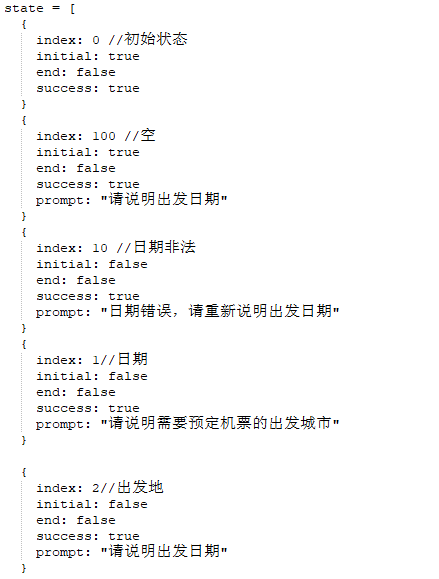 state = [
{
index: 0 //初始状态
initial: true
end: false
success: true
}
{
index: 100 //空
initial: true
end: false
success: true
prompt: "请说明出发日期"
}
{
index: 10 //日期非法
initial: false
end: false
success: true
prompt: "日期错误，请重新说明出发日期"
}
{
index: 1//日期
initial: false
end: false
success: true
prompt: "请说明需要预定机票的出发城市"
}
{
index: 2//出发地
initial: false
end: false
success: true
prompt: "请说明出发日期"
}